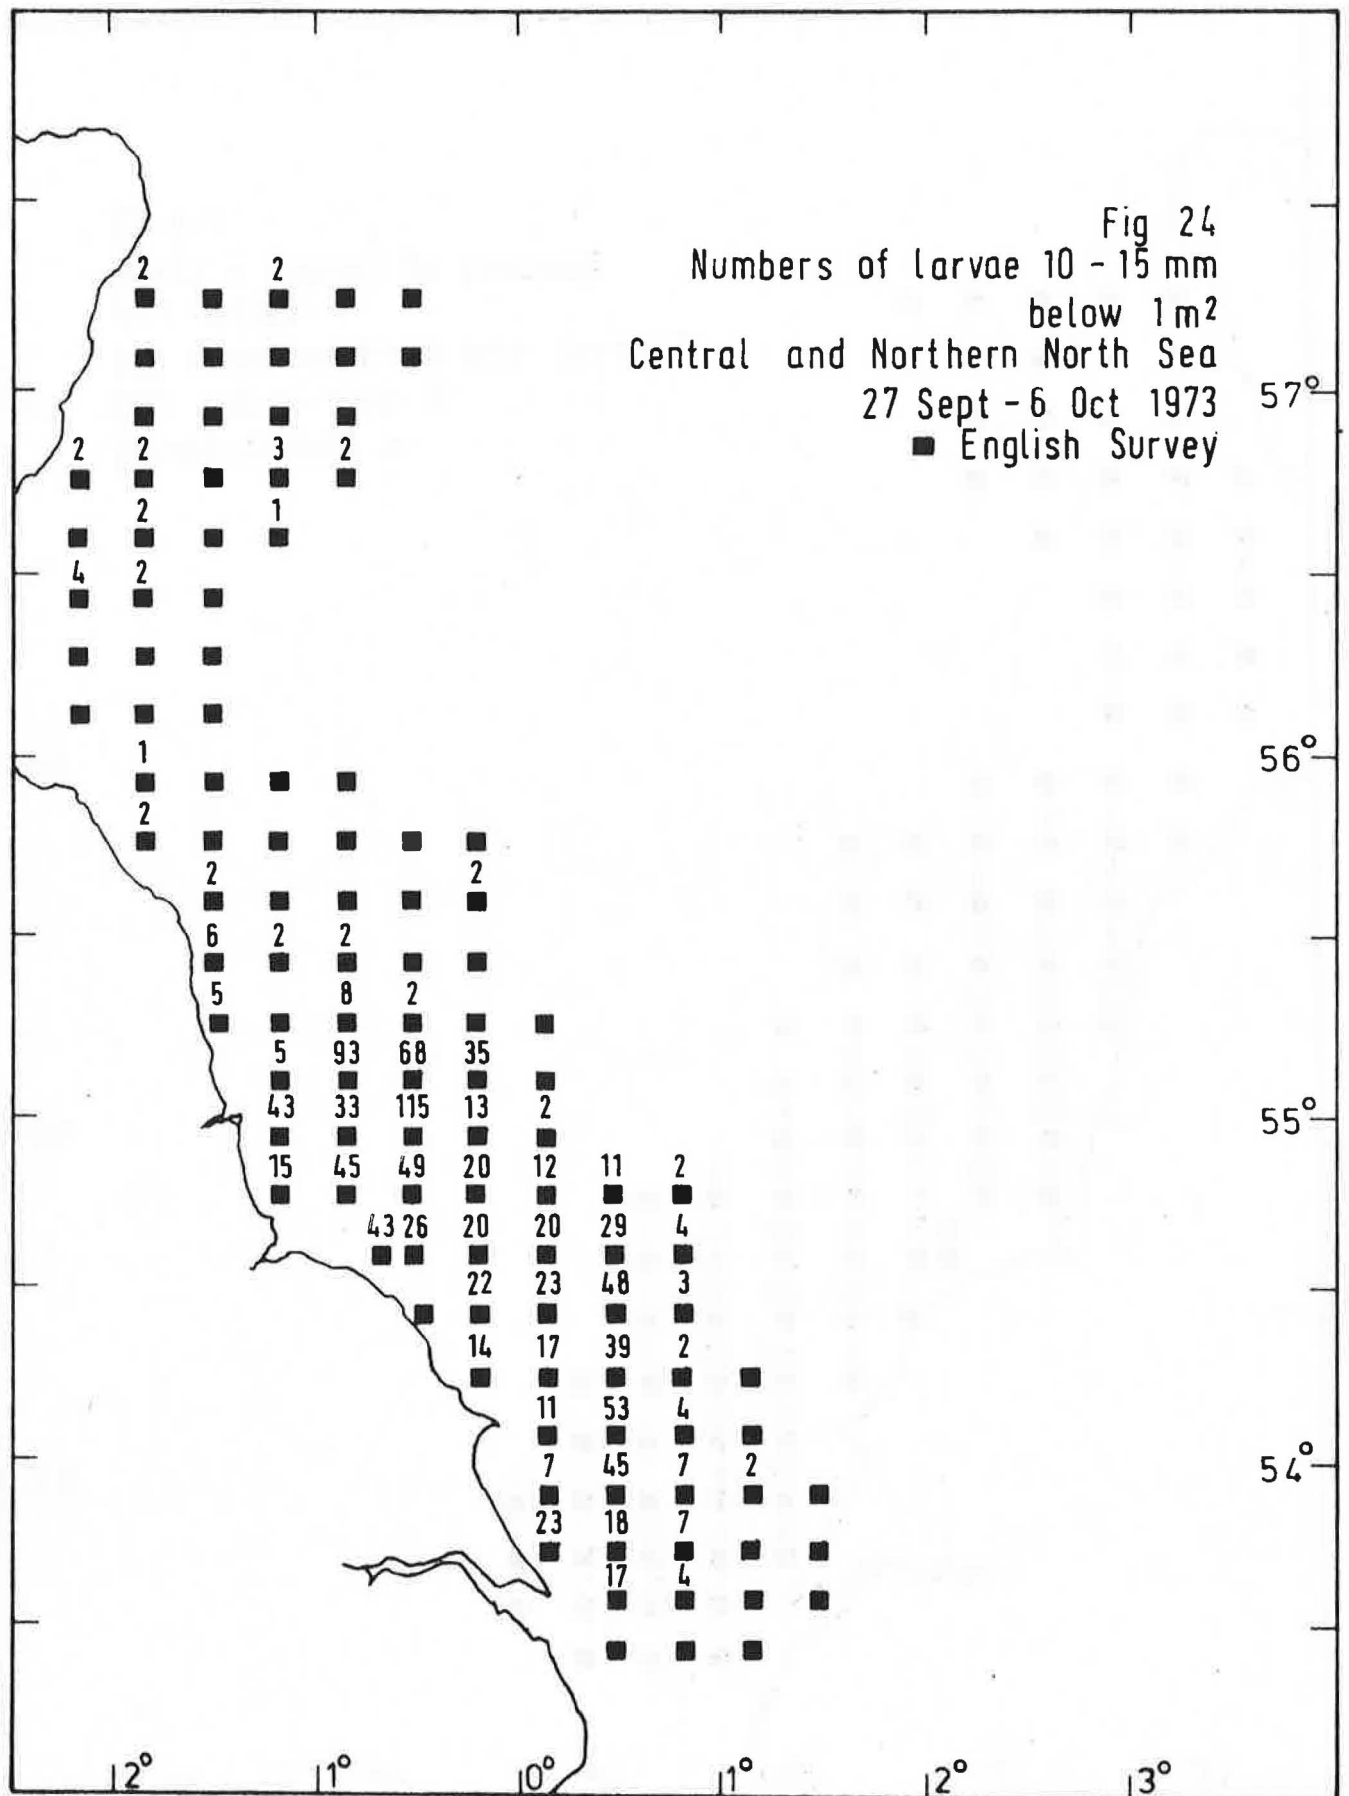 Fig 24
Numbers of larvae 10 - 15 mm
below 1m²
Central and Northern North Sea
27 Sept - 6 Oct 1973
■ English Survey
2 2
57°
2 2 3 2
2 1
4 2
1
56°
2
2 2
6 2 2
5 8 2
5 93 68 35
43 33 115 13 2
55°
15 45 49 20 12 11 2
43 26 20 20 29 4
22 23 48 3
14 17 39 2
11 53 4
7 45 7 2
54°
23 18 7
17 4
2° 1° 0° 1° 2° 3°